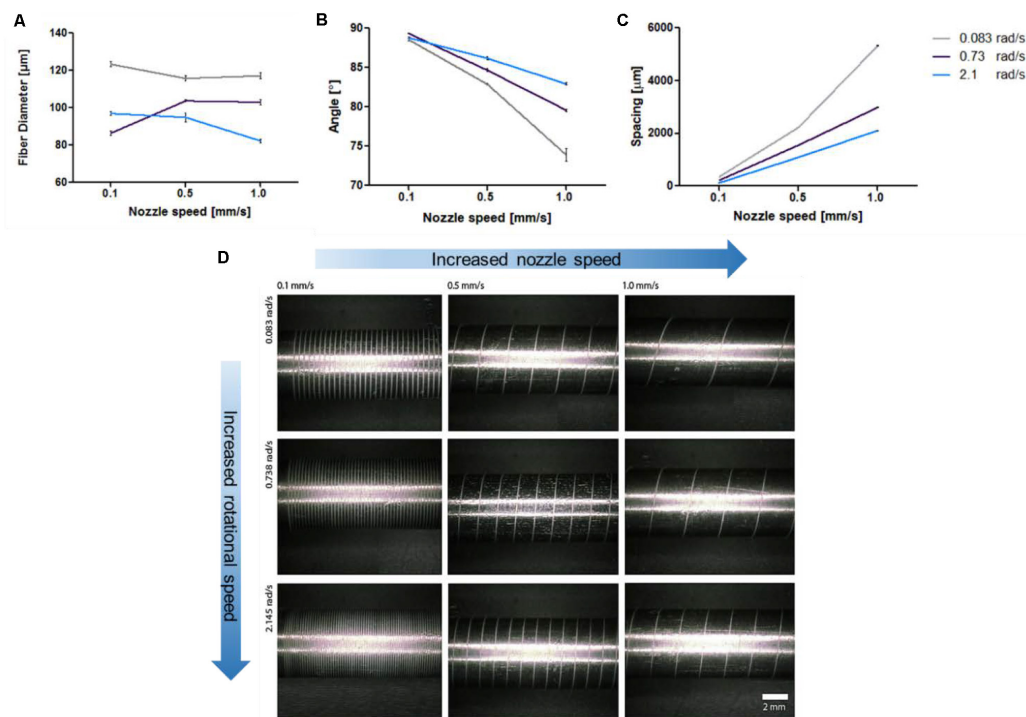 A
Fiber Diameter [µm]
140
120
100
80
60
0.1
0.5
1.0
Nozzle speed [mm/s]
B
Angle [°]
90
85
80
75
70
0.1
0.5
1.0
Nozzle speed [mm/s]
C
Spacing [µm]
6000
4000
2000
0
0.1
0.5
1.0
Nozzle speed [mm/s]
0.083 rad/s
0.73 rad/s
2.1 rad/s
D
Increased nozzle speed
0.1 mm/s
0.5 mm/s
1.0 mm/s
Increased rotational speed
0.083 rad/s
0.738 rad/s
2.145 rad/s
2 mm